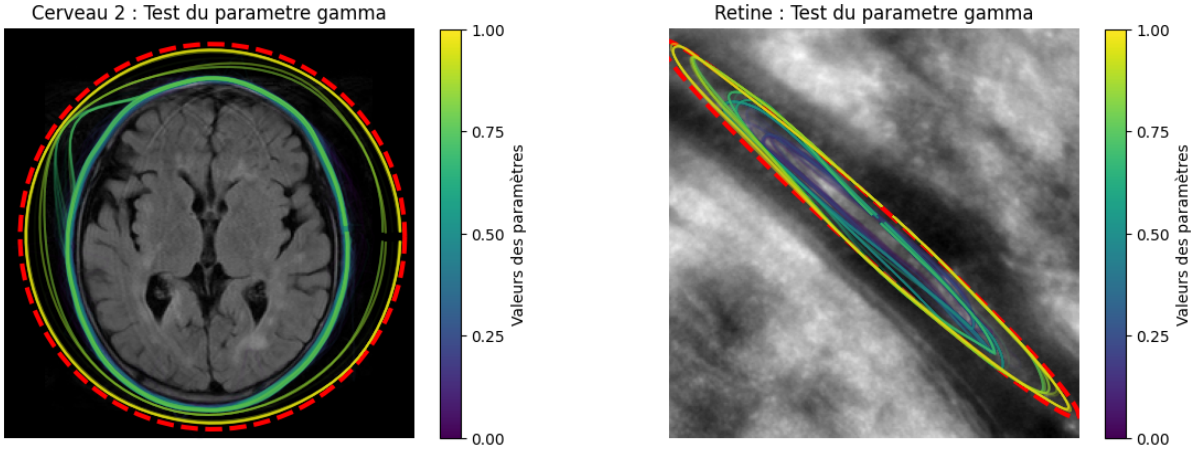 Cerveau 2 : Test du parametre gamma
1.00
0.75
0.50
0.25
0.00
Valeurs des paramètres
Retine : Test du parametre gamma
1.00
0.75
0.50
0.25
0.00
Valeurs des paramètres